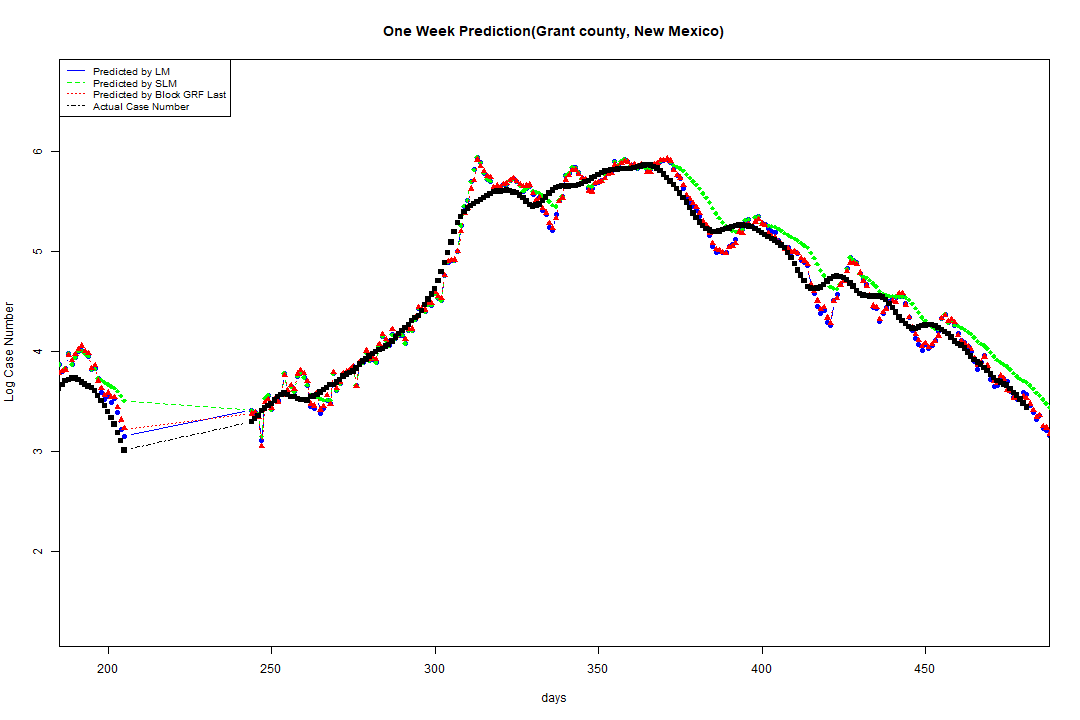 One Week Prediction(Grant county, New Mexico)
Predicted by LM
Predicted by SLM
Predicted by Block GRF Last
Actual Case Number
6
5
4
3
2
Log Case Number
200 250 300 350 400 450
days